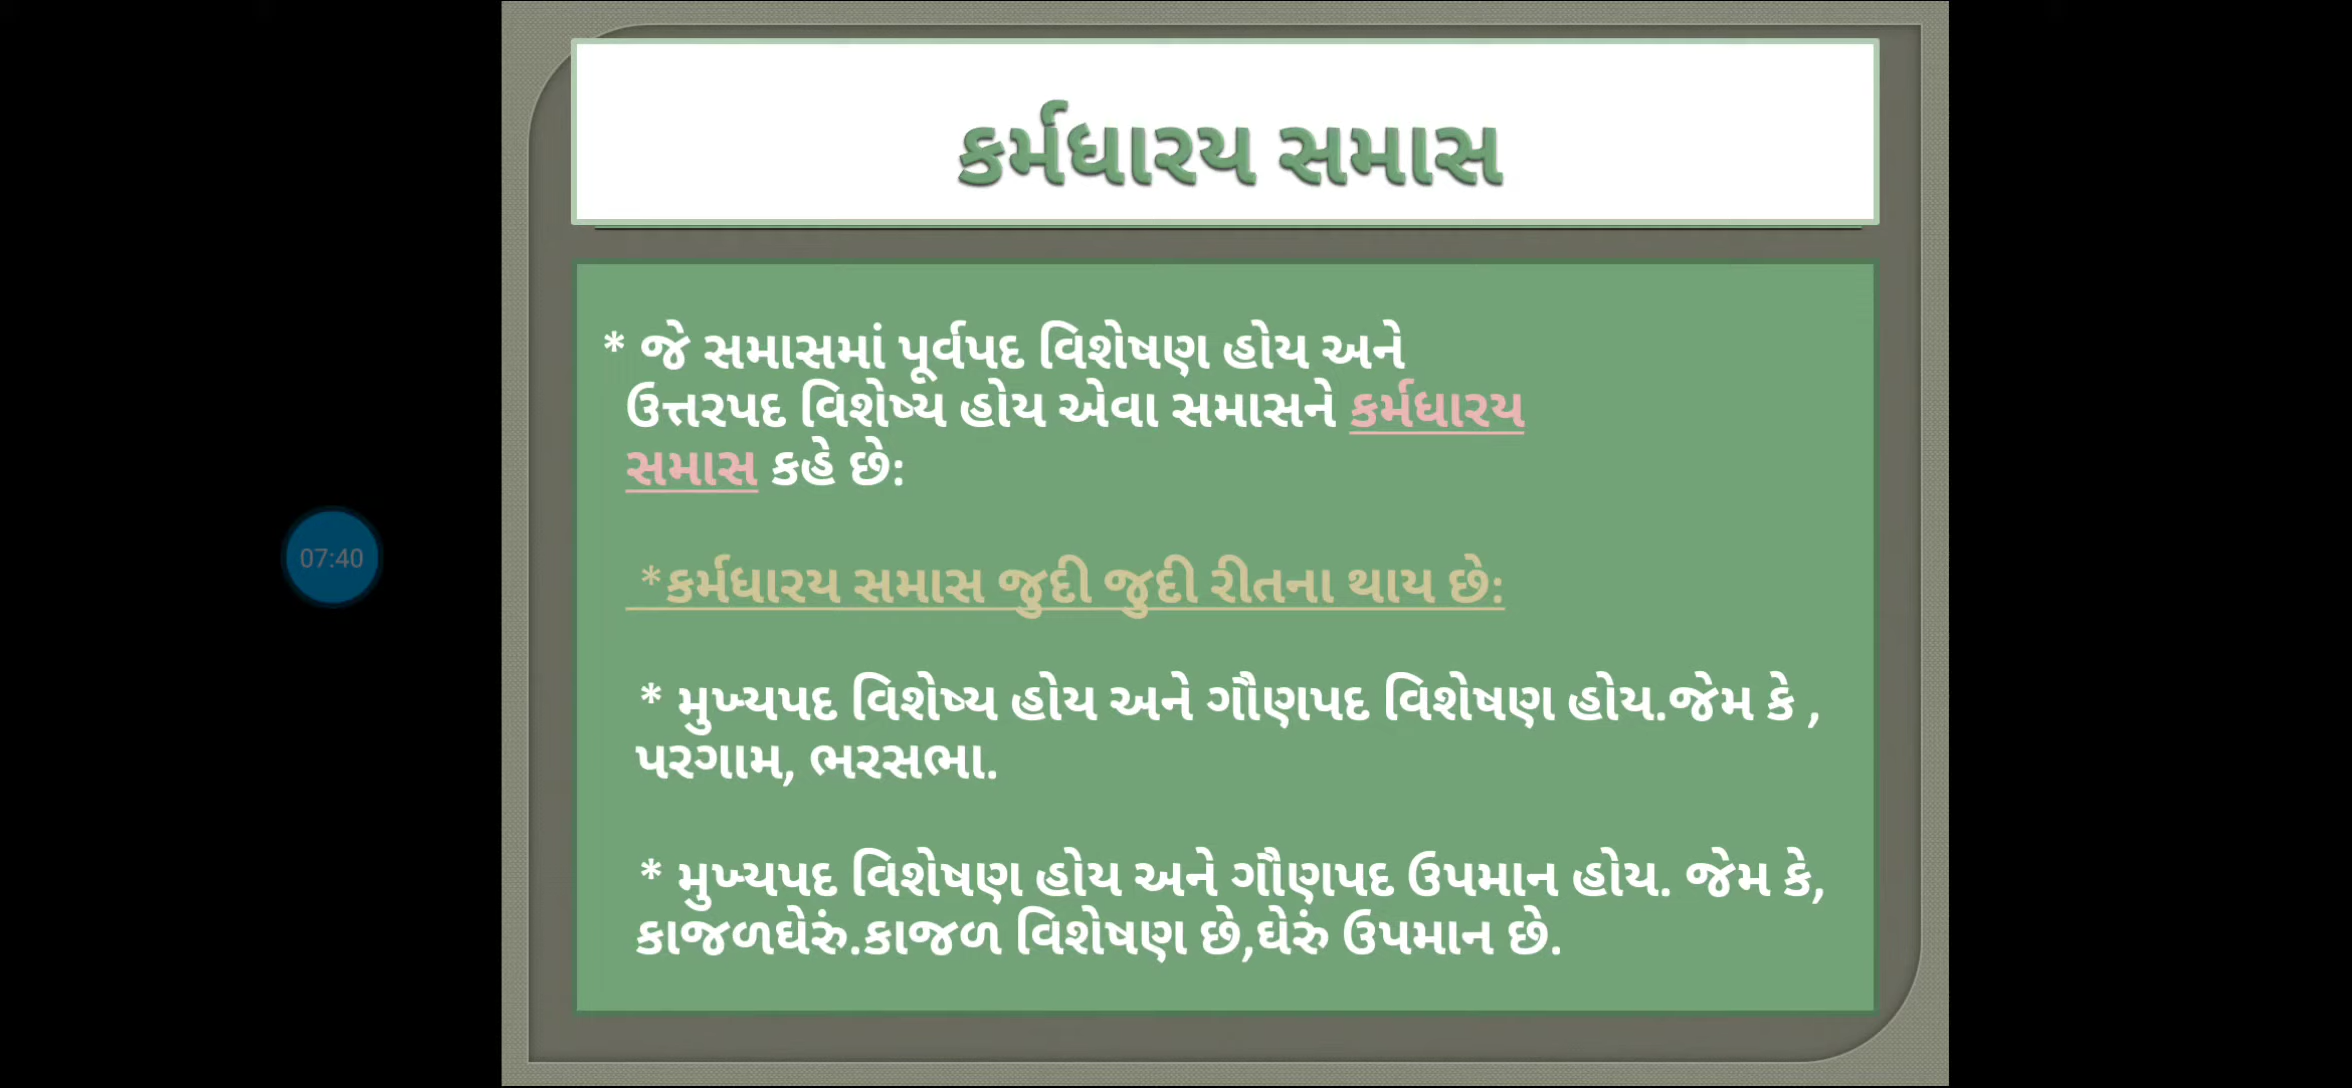 કર્મધારય સમાસ
* જે સમાસમાં પૂર્વપદ વિશેષણ હોય અને
ઉત્તરપદ વિશેષ્ય હોય એવા સમાસને કર્મધારય
સમાસ કહે છે:
*કર્મધારય સમાસ જુદી જુદી રીતના થાય છે:
* મુખ્યપદ વિશેષ્ય હોય અને ગૌણપદ વિશેષણ હોય.જેમ કે ,
પરગામ, ભરસભા.
* મુખ્યપદ વિશેષણ હોય અને ગૌણપદ ઉપમાન હોય. જેમ કે,
કાજળઘેરું.કાજળ વિશેષણ છે,ઘેરું ઉપમાન છે.
07:40